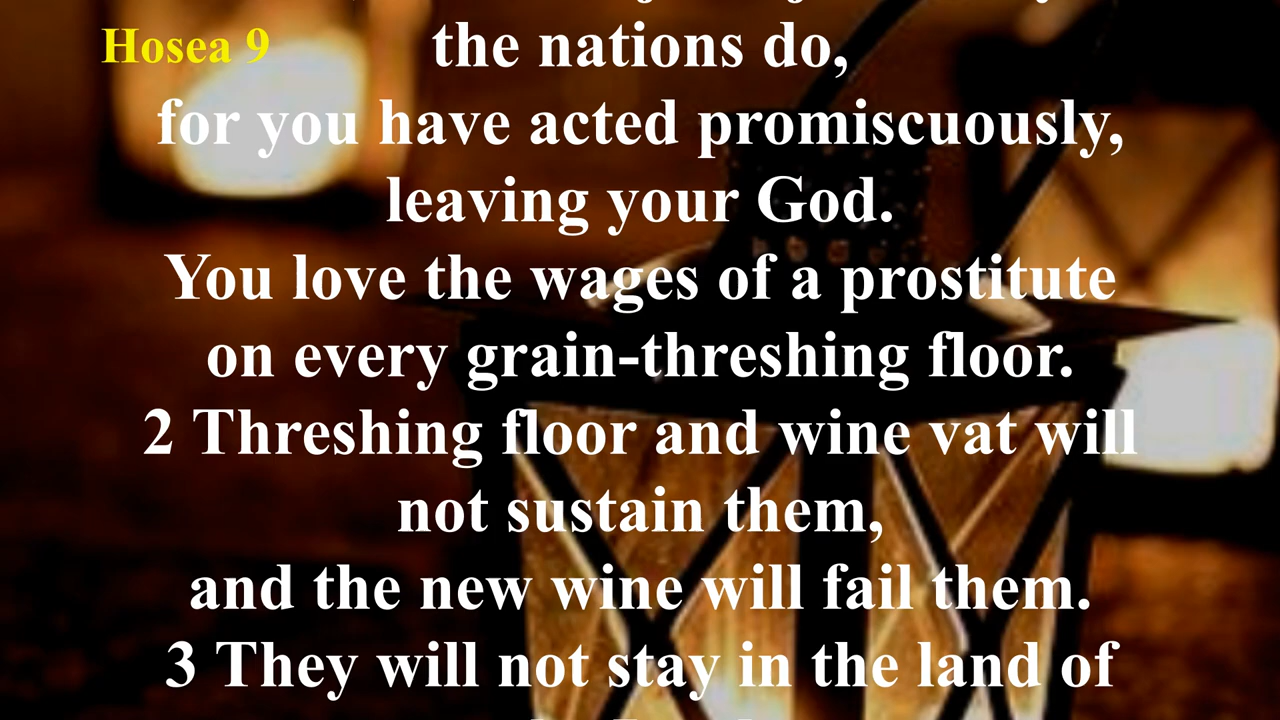 Hosea 9
the nations do,
for you have acted promiscuously,
leaving your God.
You love the wages of a prostitute
on every grain-threshing floor.
2 Threshing floor and wine vat will
not sustain them,
and the new wine will fail them.
3 They will not stay in the land of